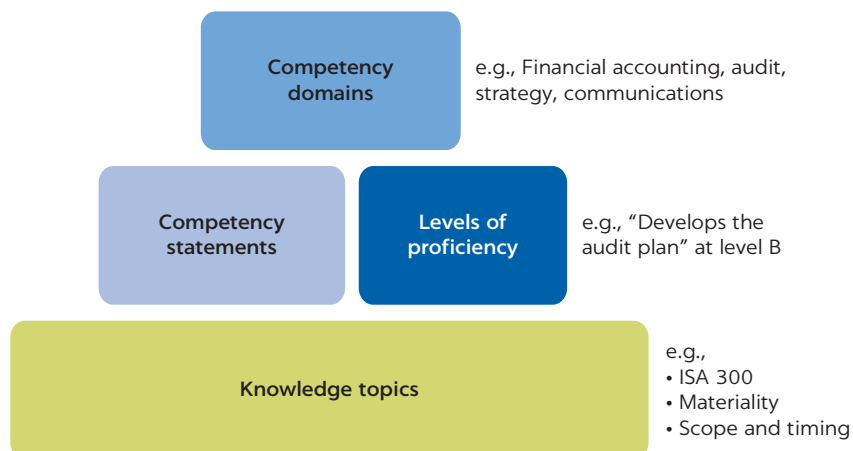 Competency
domains
e.g., Financial accounting, audit,
strategy, communications
Competency
statements
Levels of
proficiency
e.g., “Develops the
audit plan” at level B
Knowledge topics
e.g.,
• ISA 300
• Materiality
• Scope and timing